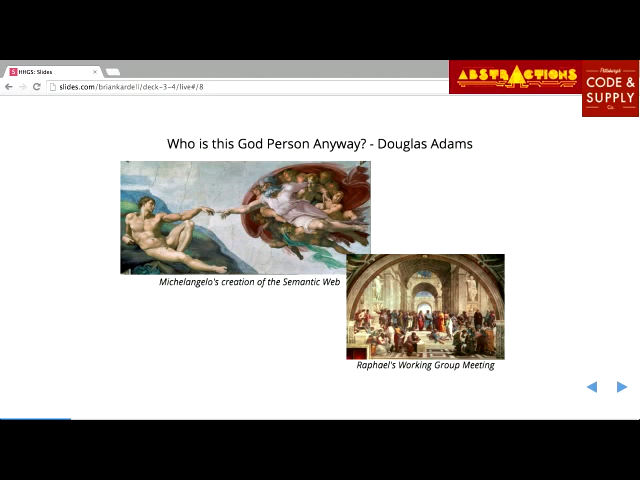 HHGS: Slides
slides.com/briankardell/deck-3-4/live#/8
ABSTRACTIONS
Pittsburgh's
CODE &
SUPPLY
Co.
Who is this God Person Anyway? - Douglas Adams
Michelangelo's creation of the Semantic Web
Raphael's Working Group Meeting